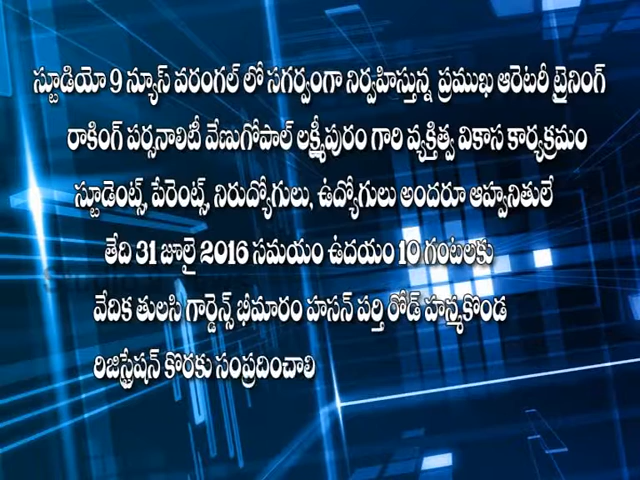 స్టూడియో 9 న్యూస్ వరంగల్ లో సగర్వంగా నిర్వహిస్తున్న ప్రముఖ ఆరెటరీ ట్రైనింగ్
రాకింగ్ పర్సనాలిటీ వేణుగోపాల్ లక్ష్మీపురం గారి వ్యక్తిత్వ వికాస కార్యక్రమం
స్టూడెంట్స్, పేరెంట్స్, నిరుద్యోగులు, ఉద్యోగులు అందరూ ఆహ్వనితులే
తేది 31 జూలై 2016 సమయం ఉదయం 10 గంటలకు
వేదిక తులసి గార్డెన్స్ భీమారం హసన్ పర్తి రోడ్ హన్మకొండ
రిజిస్ట్రేషన్ కొరకు సంప్రదించాలి